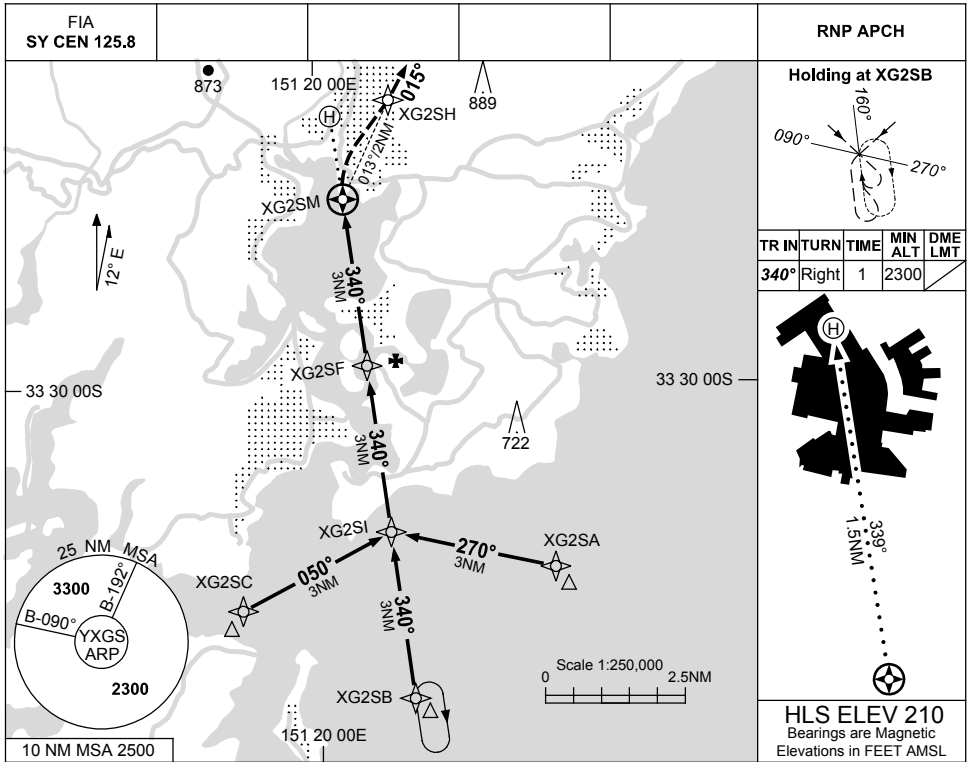 FIA
SY CEN 125.8
RNP APCH
873
151 20 00E
015°
889
H
XG2SH
013°/2NM
XG2SM
12° E
340°
3NM
XG2SF
33 30 00S
33 30 00S
722
340°
3NM
XG2SI
XG2SA
270°
3NM
XG2SC
050°
3NM
340°
3NM
XG2SB
25 NM MSA
3300
B-192°
B-090°
YXGS
ARP
2300
10 NM MSA 2500
151 20 00E
Scale 1:250,000
0 2.5NM
Holding at XG2SB
160°
090°
270°
TR IN TURN TIME MIN ALT DME LMT
340° Right 1 2300
H
339°
1.5NM
HLS ELEV 210
Bearings are Magnetic
Elevations in FEET AMSL